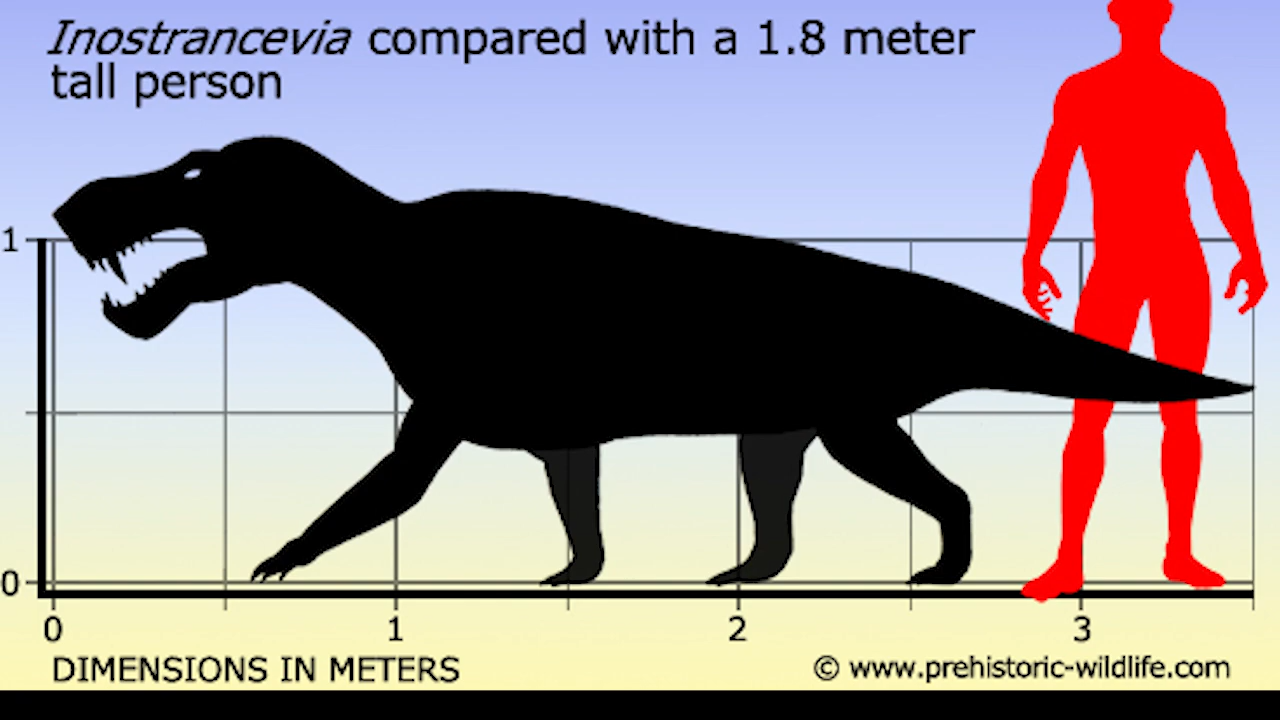 Inostrancevia compared with a 1.8 meter
tall person
1
0
0 1 2 3
DIMENSIONS IN METERS © www.prehistoric-wildlife.com